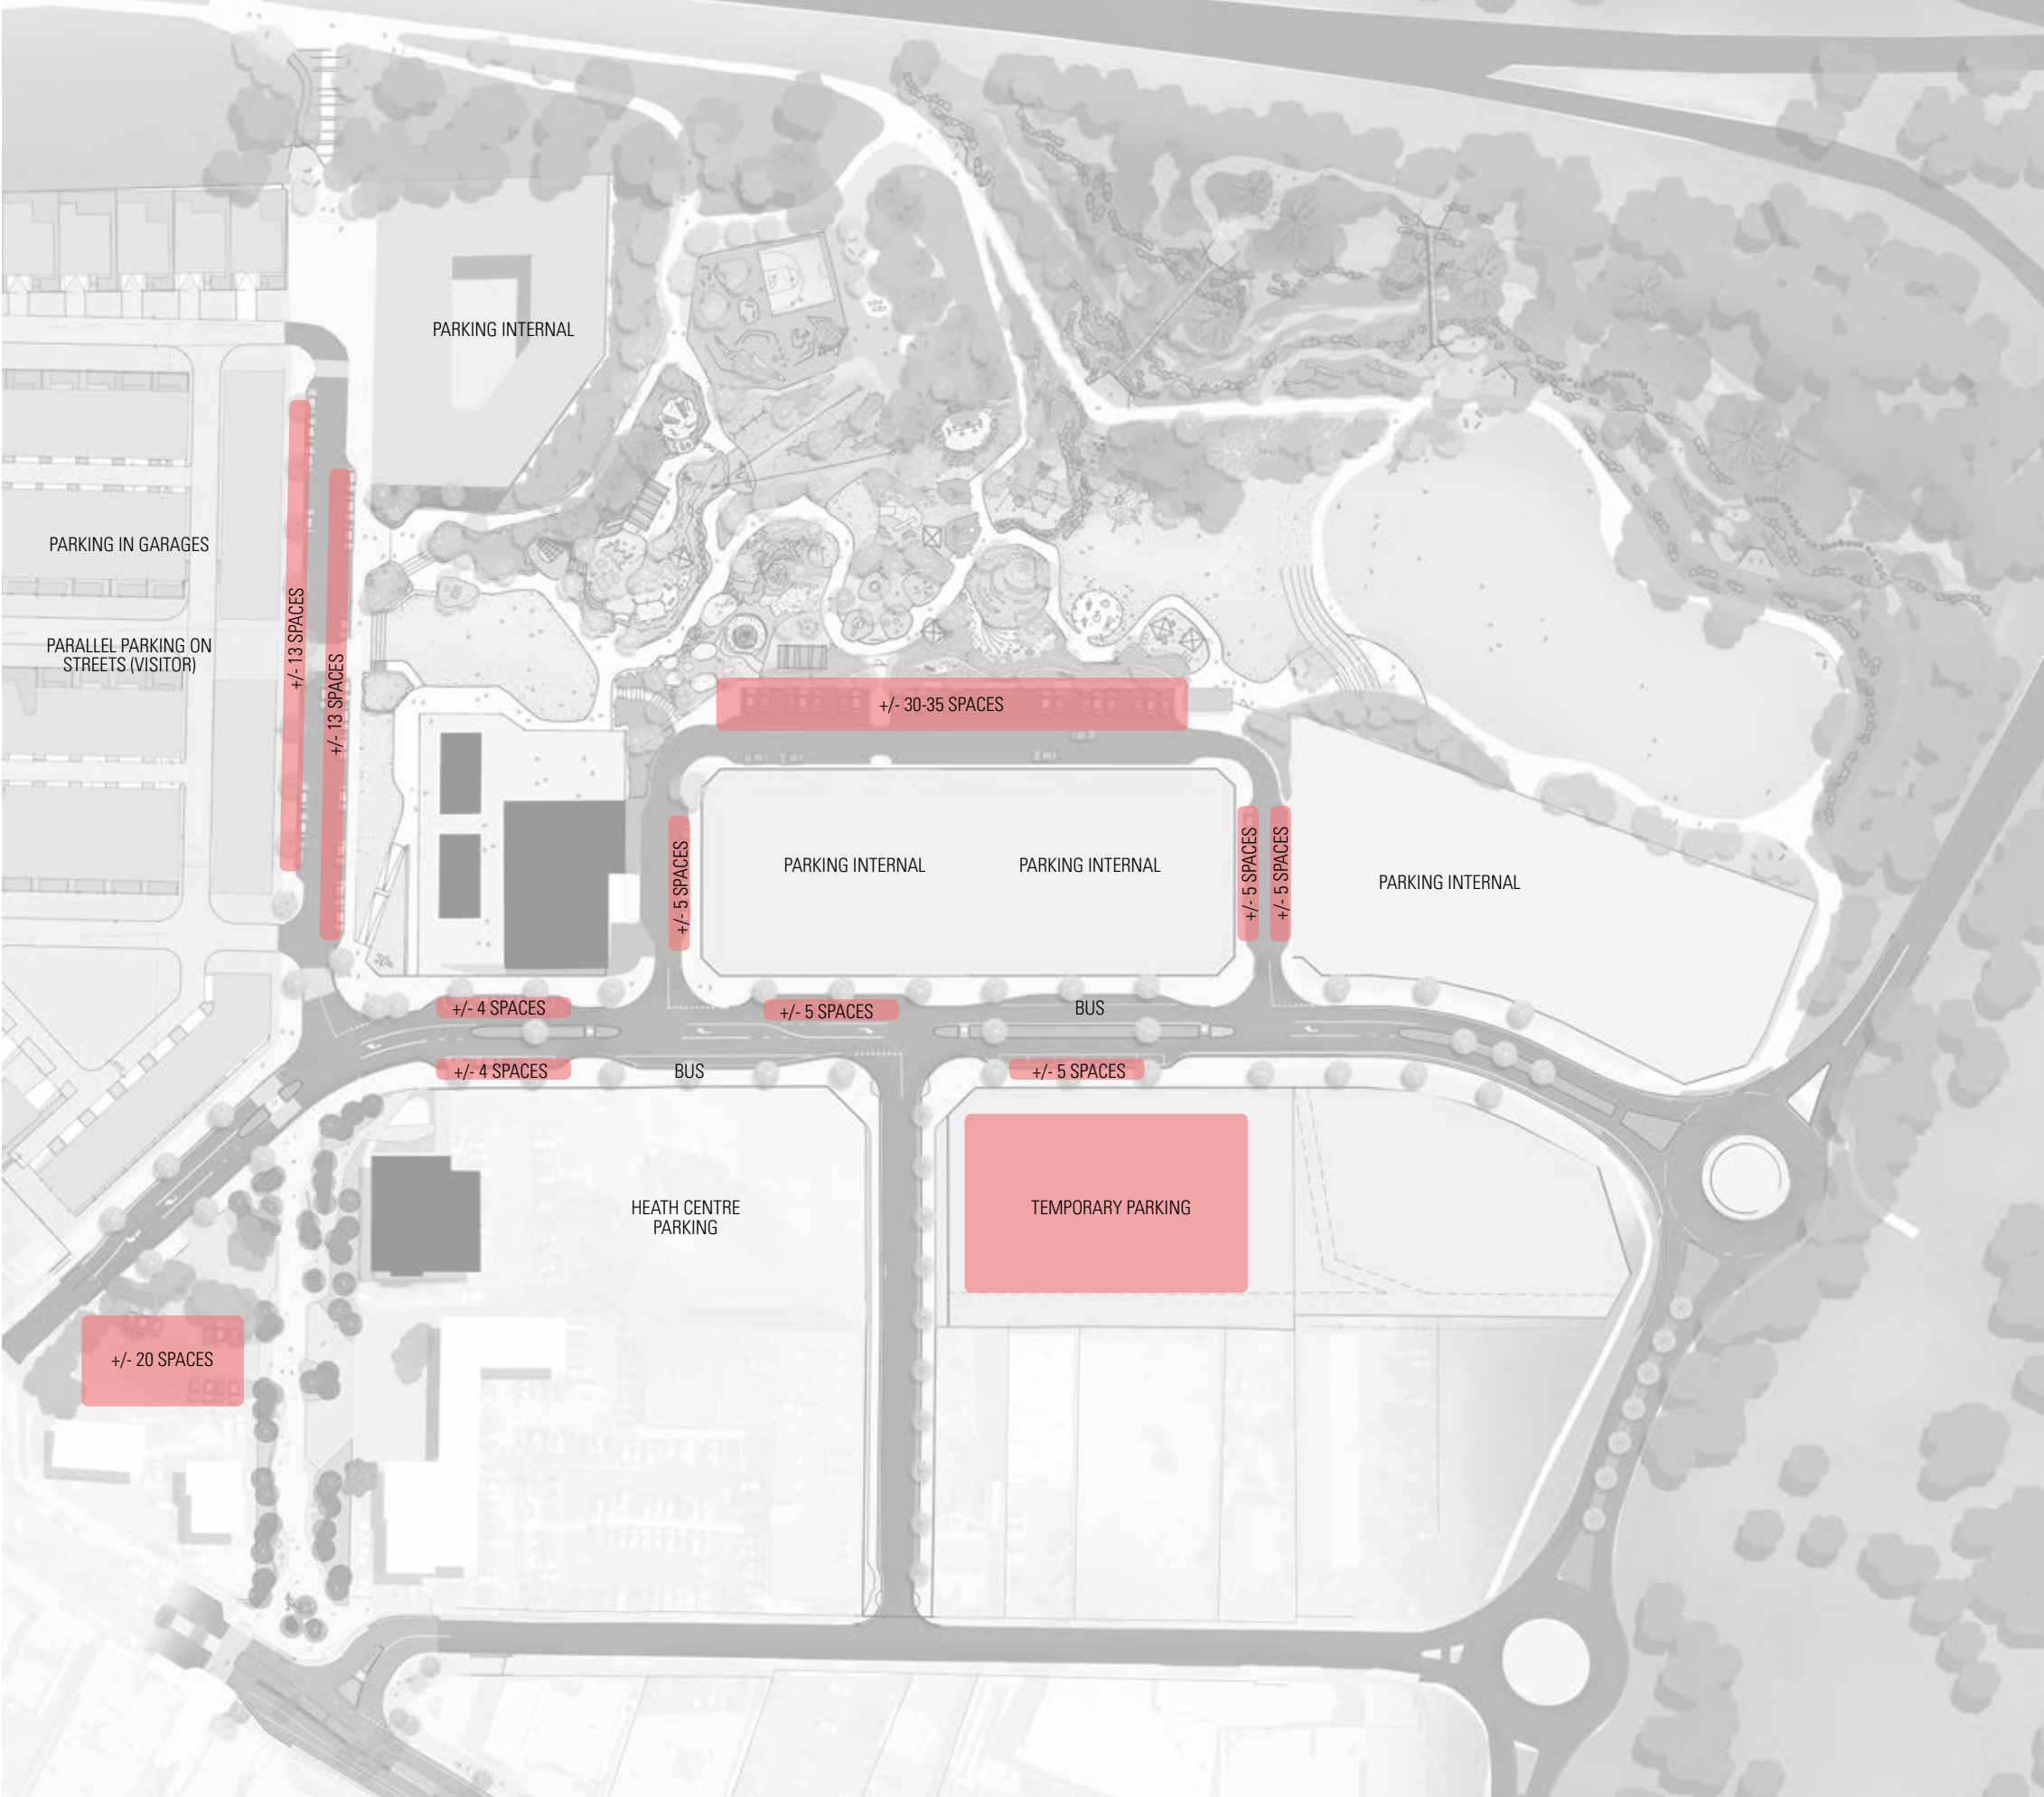 PARKING INTERNAL
PARKING IN GARAGES
PARALLEL PARKING ON
STREETS (VISITOR)
+/- 13 SPACES
+/- 13 SPACES
+/- 30-35 SPACES
+/- 5 SPACES
PARKING INTERNAL
PARKING INTERNAL
+/- 5 SPACES
+/- 5 SPACES
PARKING INTERNAL
+/- 4 SPACES
+/- 5 SPACES
BUS
+/- 4 SPACES
BUS
+/- 5 SPACES
HEATH CENTRE
PARKING
TEMPORARY PARKING
+/- 20 SPACES